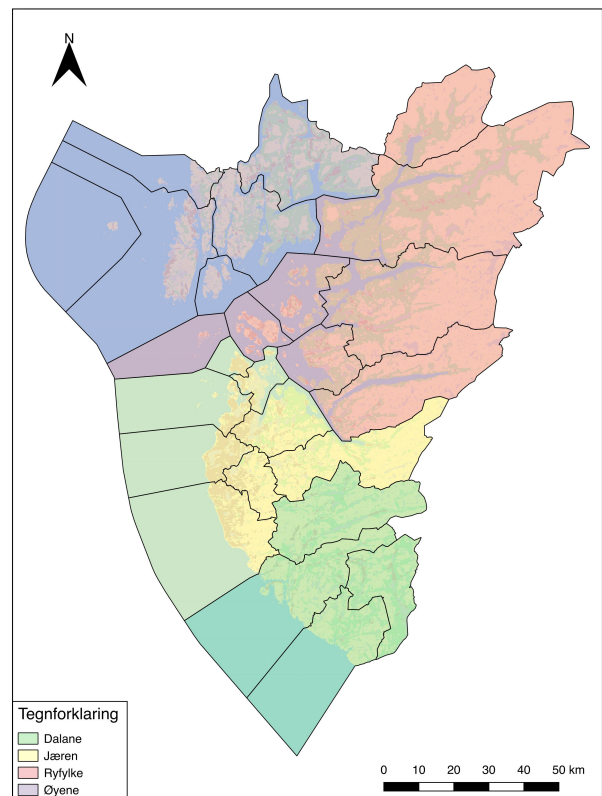 N
Tegnforklaring
Dalane
Jæren
Ryfylke
Øyene
0 10 20 30 40 50 km